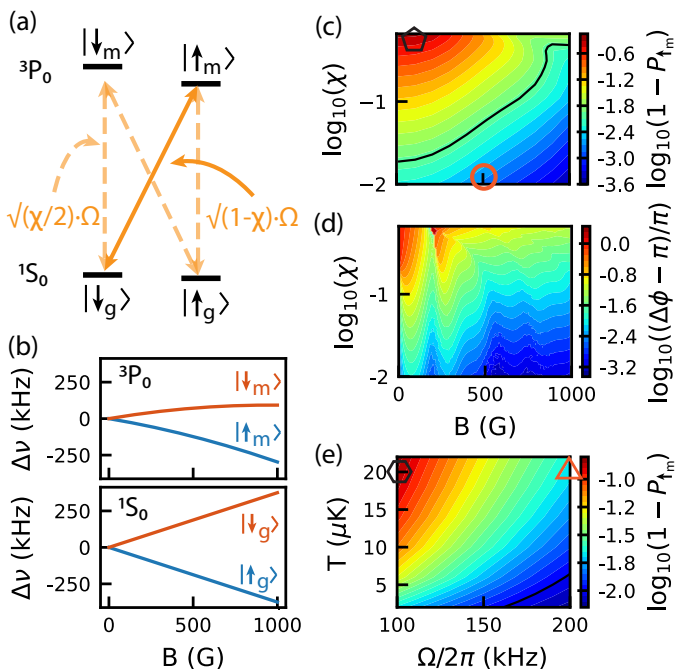 (a)
|↓m⟩
|↑m⟩
³P₀
√(χ/2)·Ω
√(1-χ)·Ω
¹S₀
|↓g⟩
|↑g⟩
(b)
³P₀
|↓m⟩
|↑m⟩
Δν (kHz)
250
0
-250
¹S₀
|↓g⟩
|↑g⟩
Δν (kHz)
250
0
-250
0
500
1000
B (G)
(c)
log₁₀(χ)
-1
-2
log₁₀(1 − P↑m)
-0.6
-1.2
-1.8
-2.4
-3.0
-3.6
(d)
log₁₀(χ)
-1
-2
0
500
1000
B (G)
log₁₀((Δϕ − π)/π)
0.0
-0.8
-1.6
-2.4
-3.2
(e)
T (μK)
20
15
10
5
100
150
200
Ω/2π (kHz)
log₁₀(1 − P↑m)
-1.0
-1.2
-1.5
-1.8
-2.0